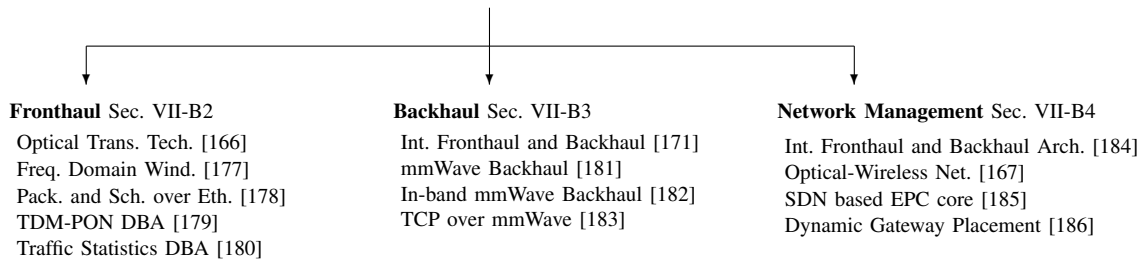 Fronthaul Sec. VII-B2
Optical Trans. Tech. [166]
Freq. Domain Wind. [177]
Pack. and Sch. over Eth. [178]
TDM-PON DBA [179]
Traffic Statistics DBA [180]
Backhaul Sec. VII-B3
Int. Fronthaul and Backhaul [171]
mmWave Backhaul [181]
In-band mmWave Backhaul [182]
TCP over mmWave [183]
Network Management Sec. VII-B4
Int. Fronthaul and Backhaul Arch. [184]
Optical-Wireless Net. [167]
SDN based EPC core [185]
Dynamic Gateway Placement [186]